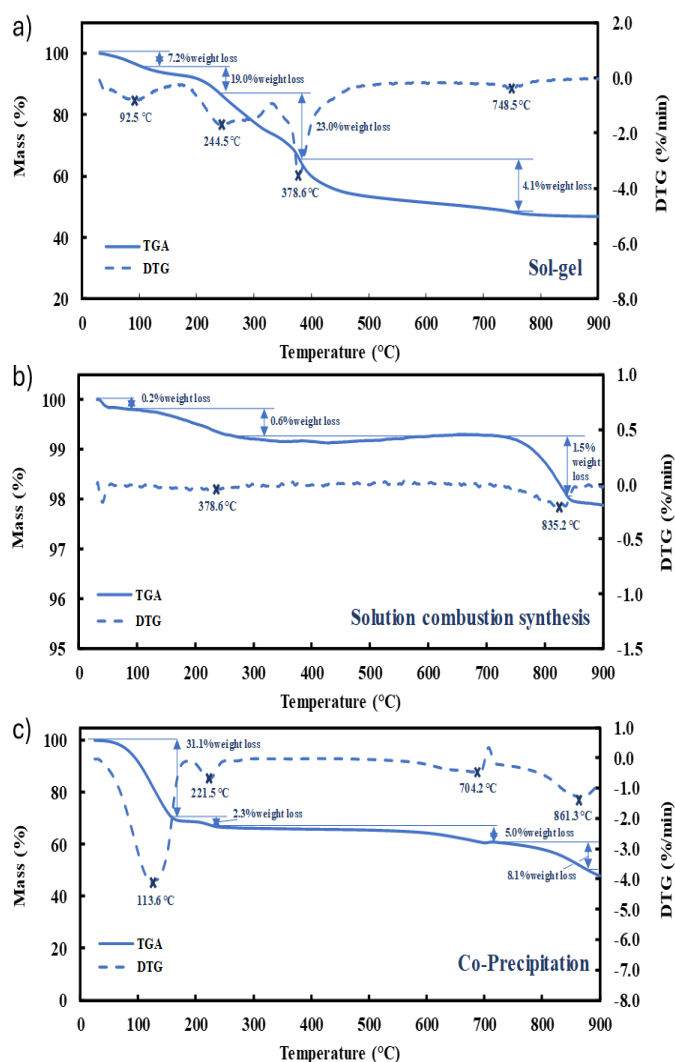 a)
100
80
60
40
20
Mass (%)
2.0
0.0
-2.0
-4.0
-6.0
-8.0
DTG (%/min)
7.2%weight loss
19.0%weight loss
23.0%weight loss
4.1%weight loss
92.5 °C
244.5 °C
378.6 °C
748.5 °C
TGA
DTG
Sol-gel
0 100 200 300 400 500 600 700 800 900
Temperature (°C)
b)
100
99
98
97
96
95
Mass (%)
1.0
0.5
0.0
-0.5
-1.0
-1.5
DTG (%/min)
0.2%weight loss
0.6%weight loss
1.5%
weight
loss
378.6 °C
835.2 °C
TGA
DTG
Solution combustion synthesis
0 100 200 300 400 500 600 700 800 900
Temperature (°C)
c)
100
80
60
40
20
0
Mass (%)
1.0
0.0
-1.0
-2.0
-3.0
-4.0
-5.0
-6.0
-7.0
-8.0
DTG (%/min)
31.1%weight loss
2.3%weight loss
5.0%weight loss
8.1%weight loss
113.6 °C
221.5 °C
704.2 °C
861.3 °C
TGA
DTG
Co-Precipitation
0 100 200 300 400 500 600 700 800 900
Temperature (°C)